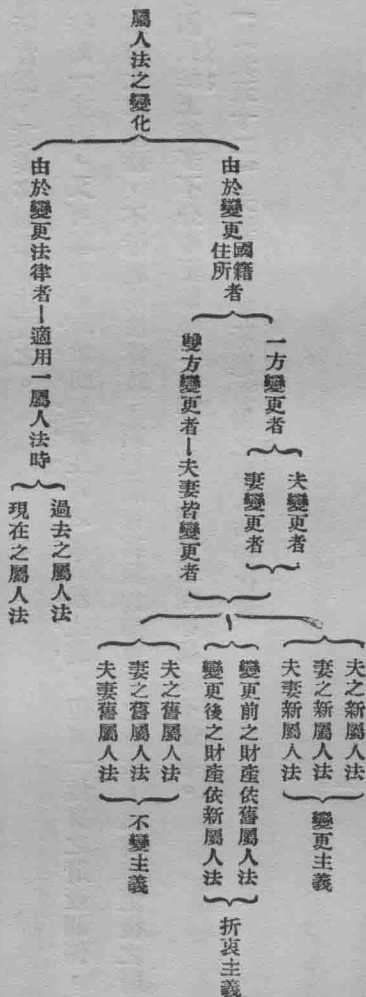 屬人法之變化
由於變更國籍住所者
一方變更者
夫變更者
妻變更者
雙方變更者—夫妻皆變更者
夫之新屬人法
妻之新屬人法
夫妻新屬人法
變更主義
變更前之財產依舊屬人法
變更後之財產依新屬人法
折衷主義
夫之舊屬人法
妻之舊屬人法
夫妻舊屬人法
不變主義
由於變更法律者—適用一屬人法時
過去之屬人法
現在之屬人法